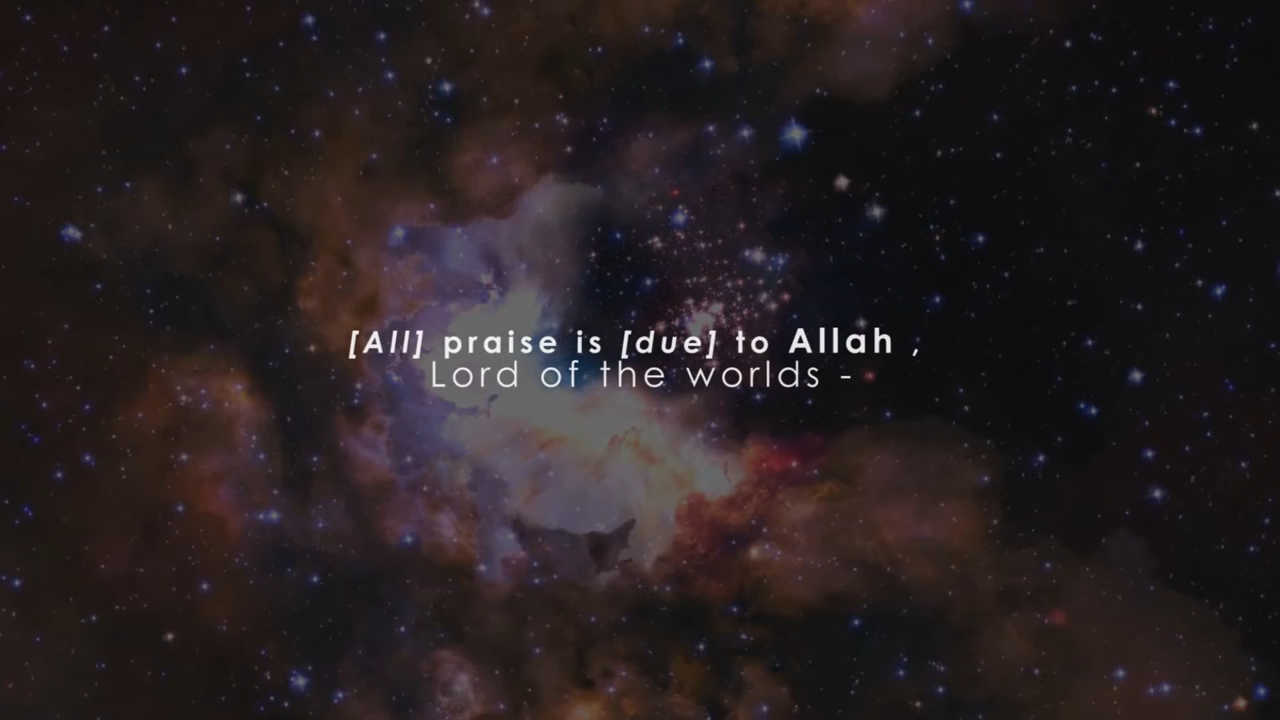 [All] praise is [due] to Allah ,
Lord of the worlds -